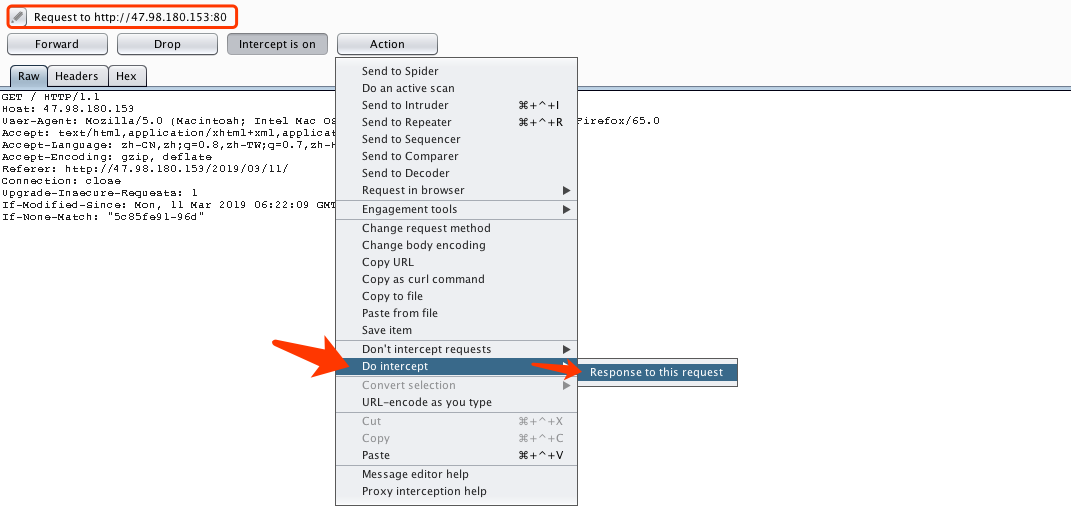 Request to http://47.98.180.153:80
Forward Drop Intercept is on Action
Raw Headers Hex
GET / HTTP/1.1
Host: 47.98.180.153
User-Agent: Mozilla/5.0 (Macintosh; Intel Mac OS Firefox/65.0
Accept: text/html,application/xhtml+xml,applicat
Accept-Language: zh-CN,zh;q=0.8,zh-TW;q=0.7,zh-H
Accept-Encoding: gzip, deflate
Referer: http://47.98.180.153/2019/03/11/
Connection: close
Upgrade-Insecure-Requests: 1
If-Modified-Since: Mon, 11 Mar 2019 06:22:09 GMT
If-None-Match: "5c85fe91-96d"
Send to Spider
Do an active scan
Send to Intruder ⌘+^+I
Send to Repeater ⌘+^+R
Send to Sequencer
Send to Comparer
Send to Decoder
Request in browser
Engagement tools
Change request method
Change body encoding
Copy URL
Copy as curl command
Copy to file
Paste from file
Save item
Don't intercept requests
Do intercept
Response to this request
Convert selection
URL-encode as you type
Cut ⌘+^+X
Copy ⌘+^+C
Paste ⌘+^+V
Message editor help
Proxy interception help